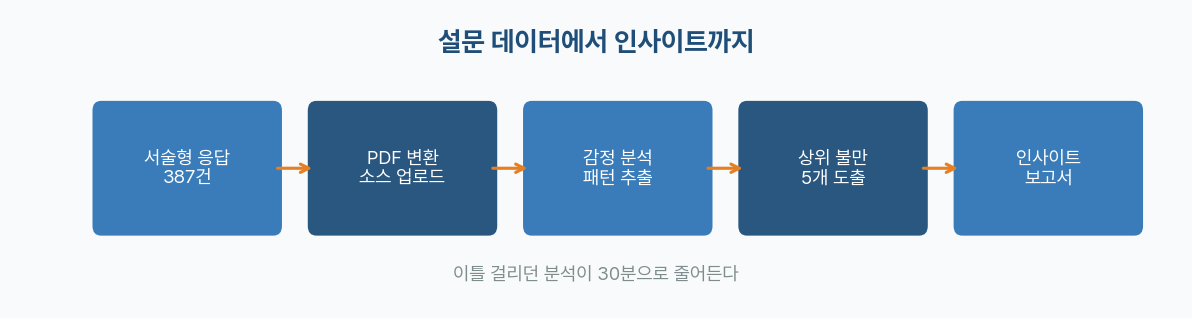 설문 데이터에서 인사이트까지
서술형 응답
387건
PDF 변환
소스 업로드
감정 분석
패턴 추출
상위 불만
5개 도출
인사이트
보고서
이틀 걸리던 분석이 30분으로 줄어든다